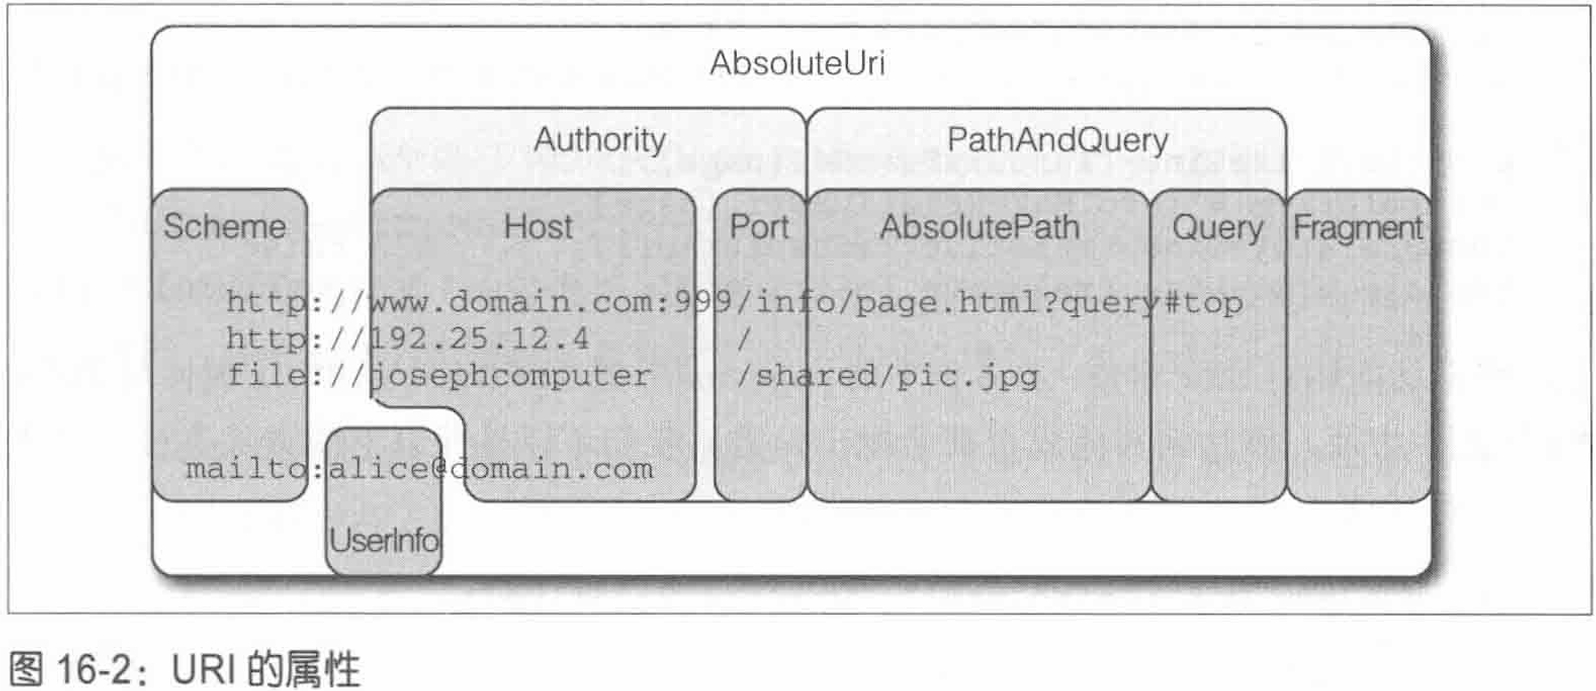 AbsoluteUri
Authority PathAndQuery
Scheme Host Port AbsolutePath Query Fragment
http://www.domain.com:999/info/page.html?query#top
http://192.25.12.4 /
file://josephcomputer /shared/pic.jpg
mailto:alice@domain.com
UserInfo
图 16-2：URI 的属性